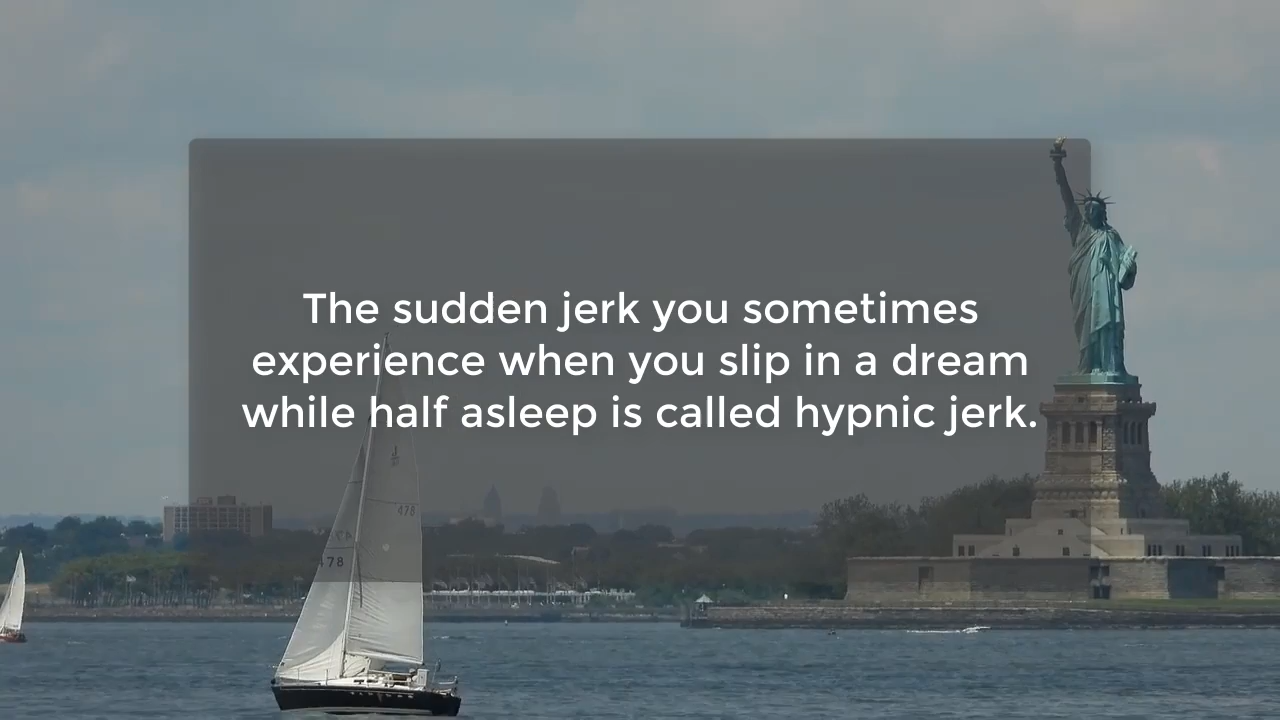 The sudden jerk you sometimes
experience when you slip in a dream
while half asleep is called hypnic jerk.
J
478
478